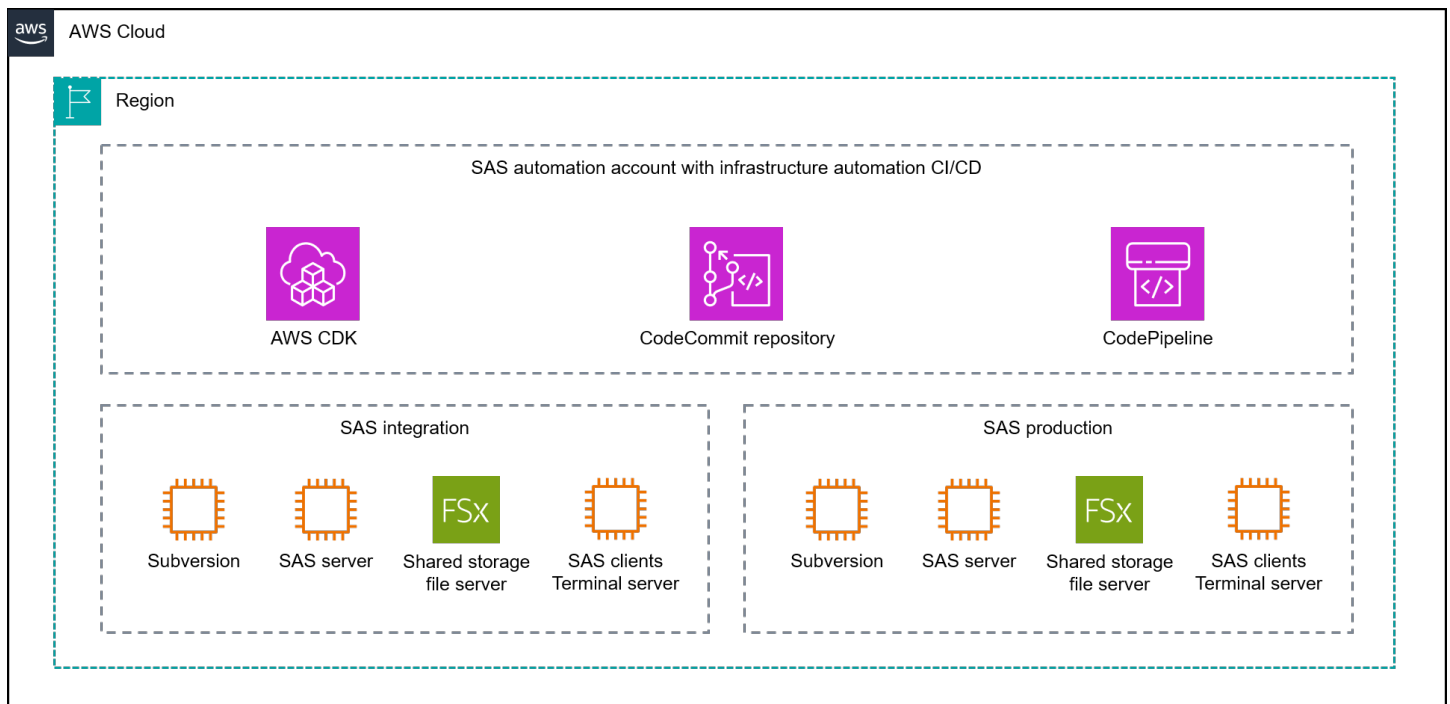 aws
AWS Cloud
Region
SAS automation account with infrastructure automation CI/CD
</>
</>
AWS CDK
CodeCommit repository
CodePipeline
SAS integration
SAS production
FSx
FSx
Subversion
SAS server
Shared storage
file server
SAS clients
Terminal server
Subversion
SAS server
Shared storage
file server
SAS clients
Terminal server